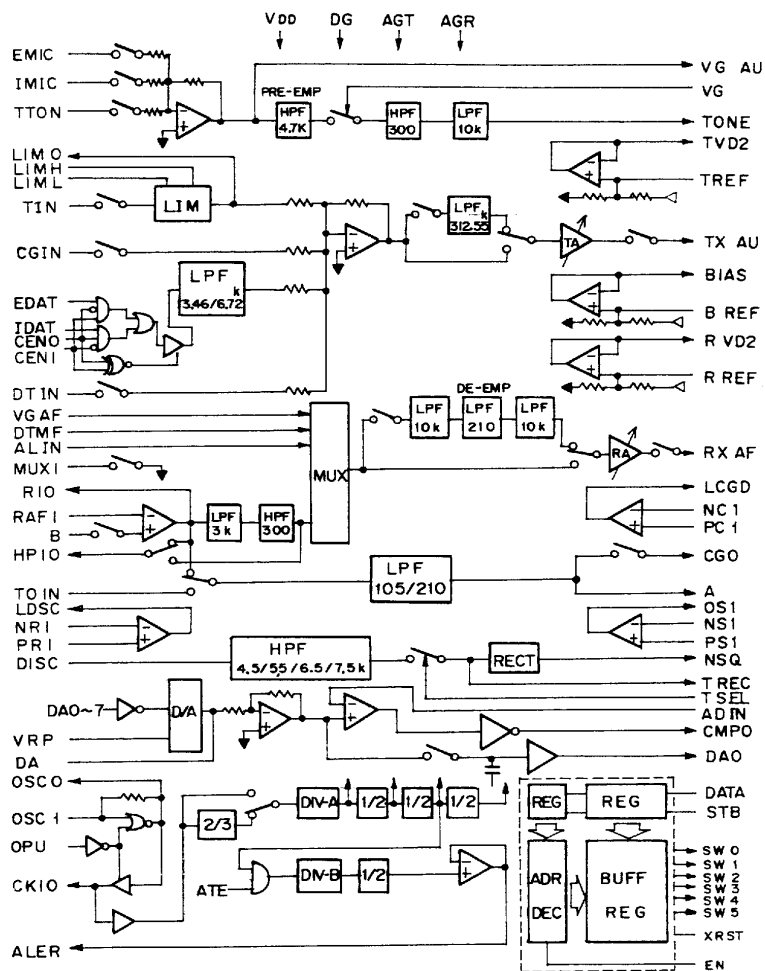 VDD DG AGT AGR
EMIC
IMIC
TTON
PRE-EMP
HPF
4.7K
HPF
300
LPF
10k
VG AU
VG
TONE
LIMO
LIMH
LIML
TIN
LIM
TVD2
TREF
LPF
k
312.55
TA
TX AU
CGIN
LPF
k
3.46/6.72
BIAS
B REF
EDAT
IDAT
CENO
CENI
R VD2
R REF
DTIN
DE-EMP
VGAF
DTMF
ALIN
MUX
LPF
10k
LPF
210
LPF
10k
RA
RX AF
MUXI
RIO
RAFI
B
HPIO
LPF
3k
HPF
300
LCGD
NC1
PC1
CGO
TOIN
LPF
105/210
A
LDSC
NRI
PRI
DISC
OS1
NS1
PS1
HPF
4.5/5.5/6.5/7.5k
RECT
NSQ
TREC
TSEL
ADIN
DAO~7
D/A
CMPO
VRP
DA
DAO
OSCO
OSC1
OPU
CKIO
2/3
DIV-A
1/2
1/2
1/2
ATE
DIV-B
1/2
ALER
REG
REG
DATA
STB
ADR
DEC
BUFF
REG
SW0
SW1
SW2
SW3
SW4
SW5
XRST
EN